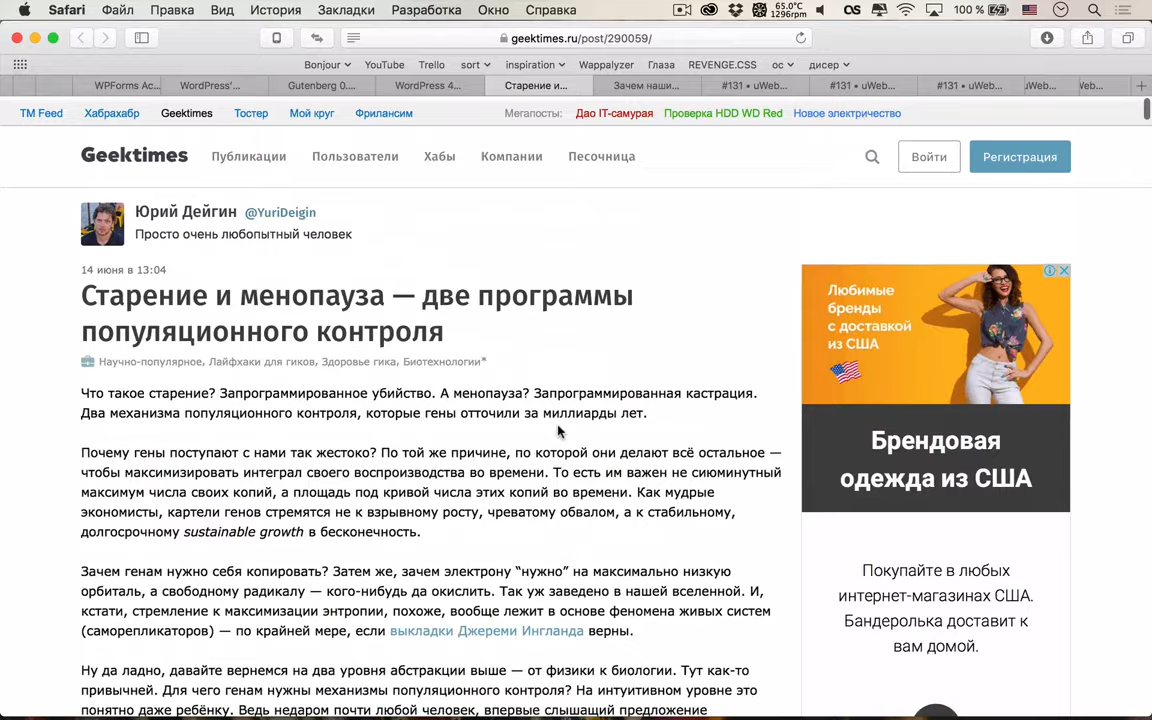 Safari Файл Правка Вид История Закладки Разработка Окно Справка 65.0°C 1296rpm 100 %
geektimes.ru/post/290059/
Bonjour YouTube Trello sort inspiration Wappalyzer Глаза REVENGE.CSS ос дисер
WPForms Ac... WordPress'... Gutenberg 0.... WordPress 4... Старение и... Зачем наши... #131 • uWeb... #131 • uWeb... #131 • uWeb...
TM Feed Хабрахабр Geektimes Тостер Мой круг Фрилансим Мегапосты: Дао IT-самурая Проверка HDD WD Red Новое электричество
Geektimes Публикации Пользователи Хабы Компании Песочница Войти Регистрация
Юрий Дейгин @YuriDeigin
Просто очень любопытный человек
14 июня в 13:04
Старение и менопауза — две программы
популяционного контроля
Научно-популярное, Лайфхаки для гиков, Здоровье гика, Биотехнологии*
Что такое старение? Запрограммированное убийство. А менопауза? Запрограммированная кастрация.
Два механизма популяционного контроля, которые гены отточили за миллиарды лет.
Почему гены поступают с нами так жестоко? По той же причине, по которой они делают всё остальное —
чтобы максимизировать интеграл своего воспроизводства во времени. То есть им важен не сиюминутный
максимум числа своих копий, а площадь под кривой числа этих копий во времени. Как мудрые
экономисты, картели генов стремятся не к взрывному росту, чреватому обвалом, а к стабильному,
долгосрочному sustainable growth в бесконечность.
Зачем генам нужно себя копировать? Затем же, зачем электрону “нужно” на максимально низкую
орбиталь, а свободному радикалу — кого-нибудь да окислить. Так уж заведено в нашей вселенной. И,
кстати, стремление к максимизации энтропии, похоже, вообще лежит в основе феномена живых систем
(саморепликаторов) — по крайней мере, если выкладки Джереми Ингланда верны.
Ну да ладно, давайте вернемся на два уровня абстракции выше — от физики к биологии. Тут как-то
привычней. Для чего генам нужны механизмы популяционного контроля? На интуитивном уровне это
понятно даже ребёнку. Ведь недаром почти любой человек, впервые слышащий предложение
Любимые
бренды
с доставкой
из США
Брендовая
одежда из США
Покупайте в любых
интернет-магазинах США.
Бандеролька доставит к
вам домой.